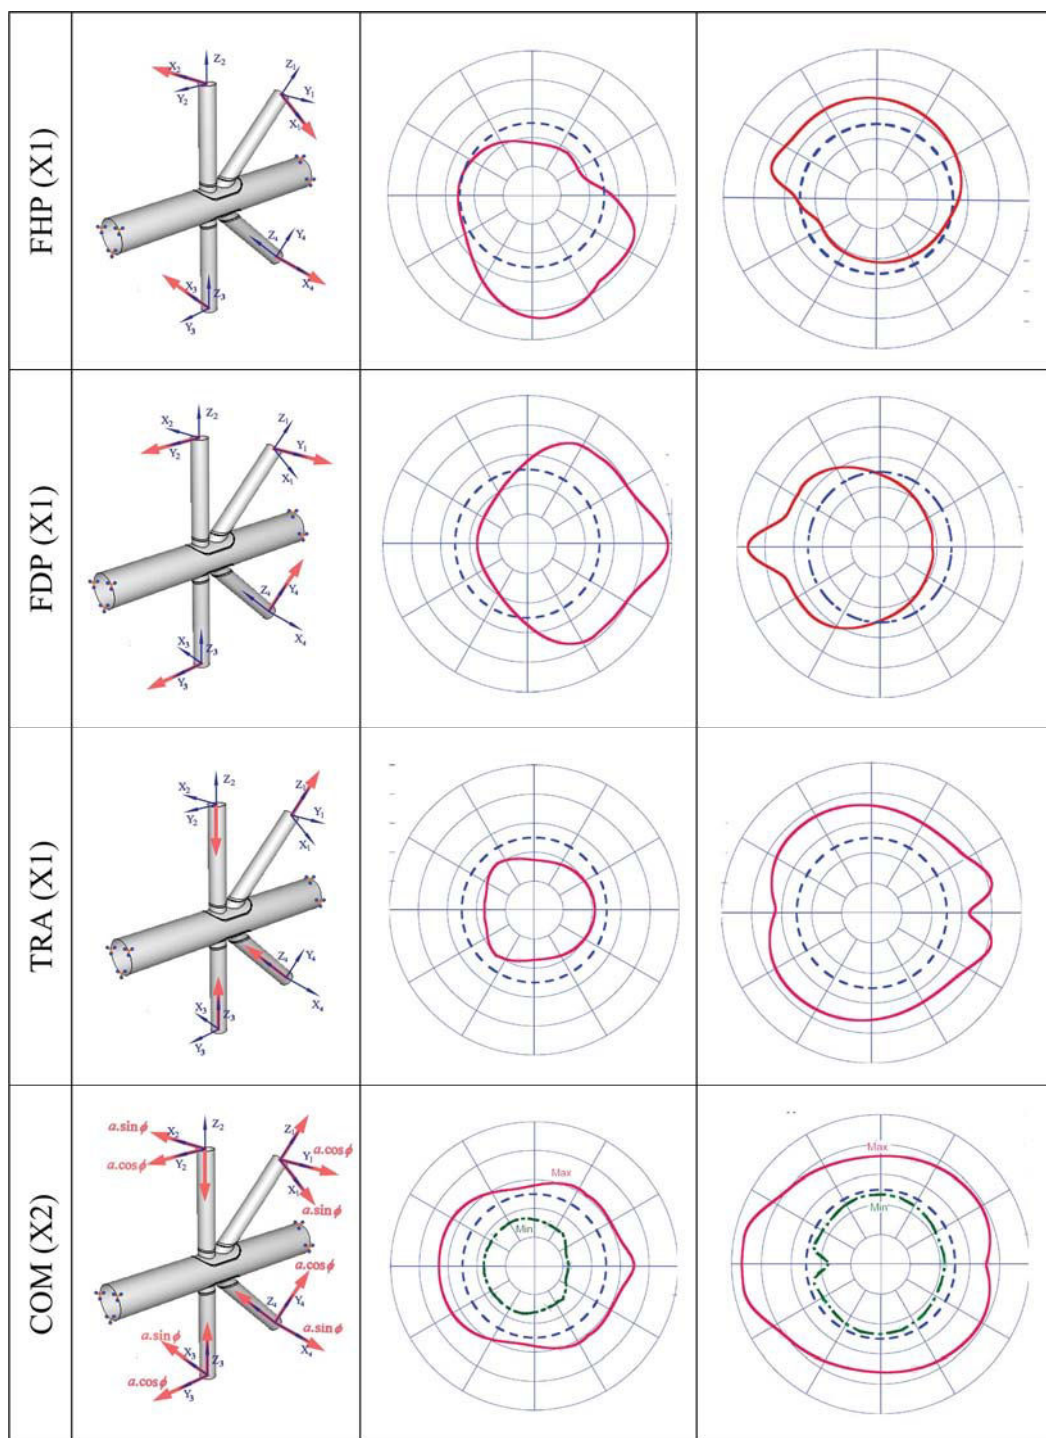 FHP (X1)
Z₂
X₂
Y₂
Z₁
Y₁
X₁
Z₄
Y₄
X₄
X₃
Z₃
Y₃
FDP (X1)
Z₂
X₂
Y₂
Z₁
Y₁
X₁
Z₄
Y₄
X₄
X₃
Z₃
Y₃
TRA (X1)
Z₂
X₂
Y₂
Z₁
Y₁
X₁
Z₄
Y₄
X₄
X₃
Z₃
Y₃
COM (X2)
a.sinϕ
X₂
Z₂
a.cosϕ
Y₂
Z₁
a.cosϕ
Y₁
X₁
a.sinϕ
a.cosϕ
Z₄
Y₄
a.sinϕ
X₄
a.sinϕ
X₃
Z₃
a.cosϕ
Y₃
Max
Min
Max
Min